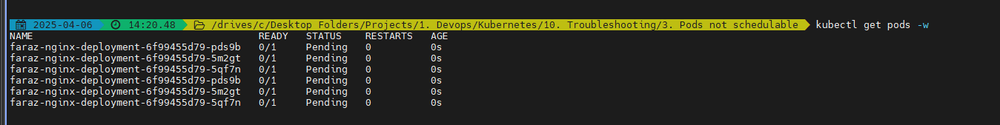 2025-04-06 14:20.48 /drives/c/Desktop Folders/Projects/1. Devops/Kubernetes/10. Troubleshooting/3. Pods not schedulable kubectl get pods -w
NAME READY STATUS RESTARTS AGE
faraz-nginx-deployment-6f99455d79-pds9b 0/1 Pending 0 0s
faraz-nginx-deployment-6f99455d79-5m2gt 0/1 Pending 0 0s
faraz-nginx-deployment-6f99455d79-5qf7n 0/1 Pending 0 0s
faraz-nginx-deployment-6f99455d79-pds9b 0/1 Pending 0 0s
faraz-nginx-deployment-6f99455d79-5m2gt 0/1 Pending 0 0s
faraz-nginx-deployment-6f99455d79-5qf7n 0/1 Pending 0 0s